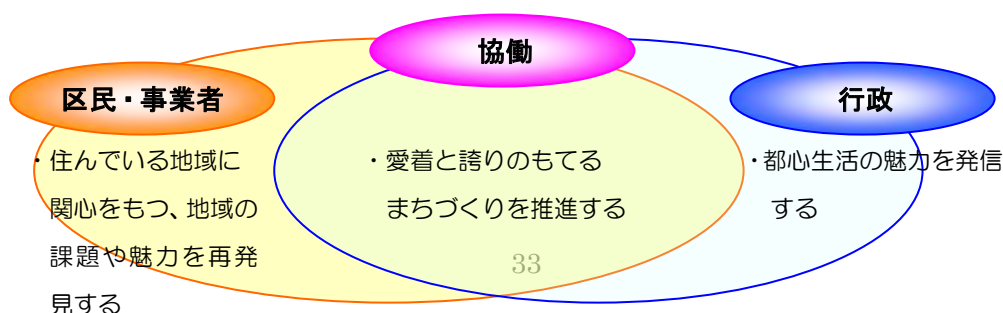 協働
区民・事業者
行政
・住んでいる地域に
関心をもつ、地域の
課題や魅力を再発
見する
・愛着と誇りのもてる
まちづくりを推進する
・都心生活の魅力を発信
する
33